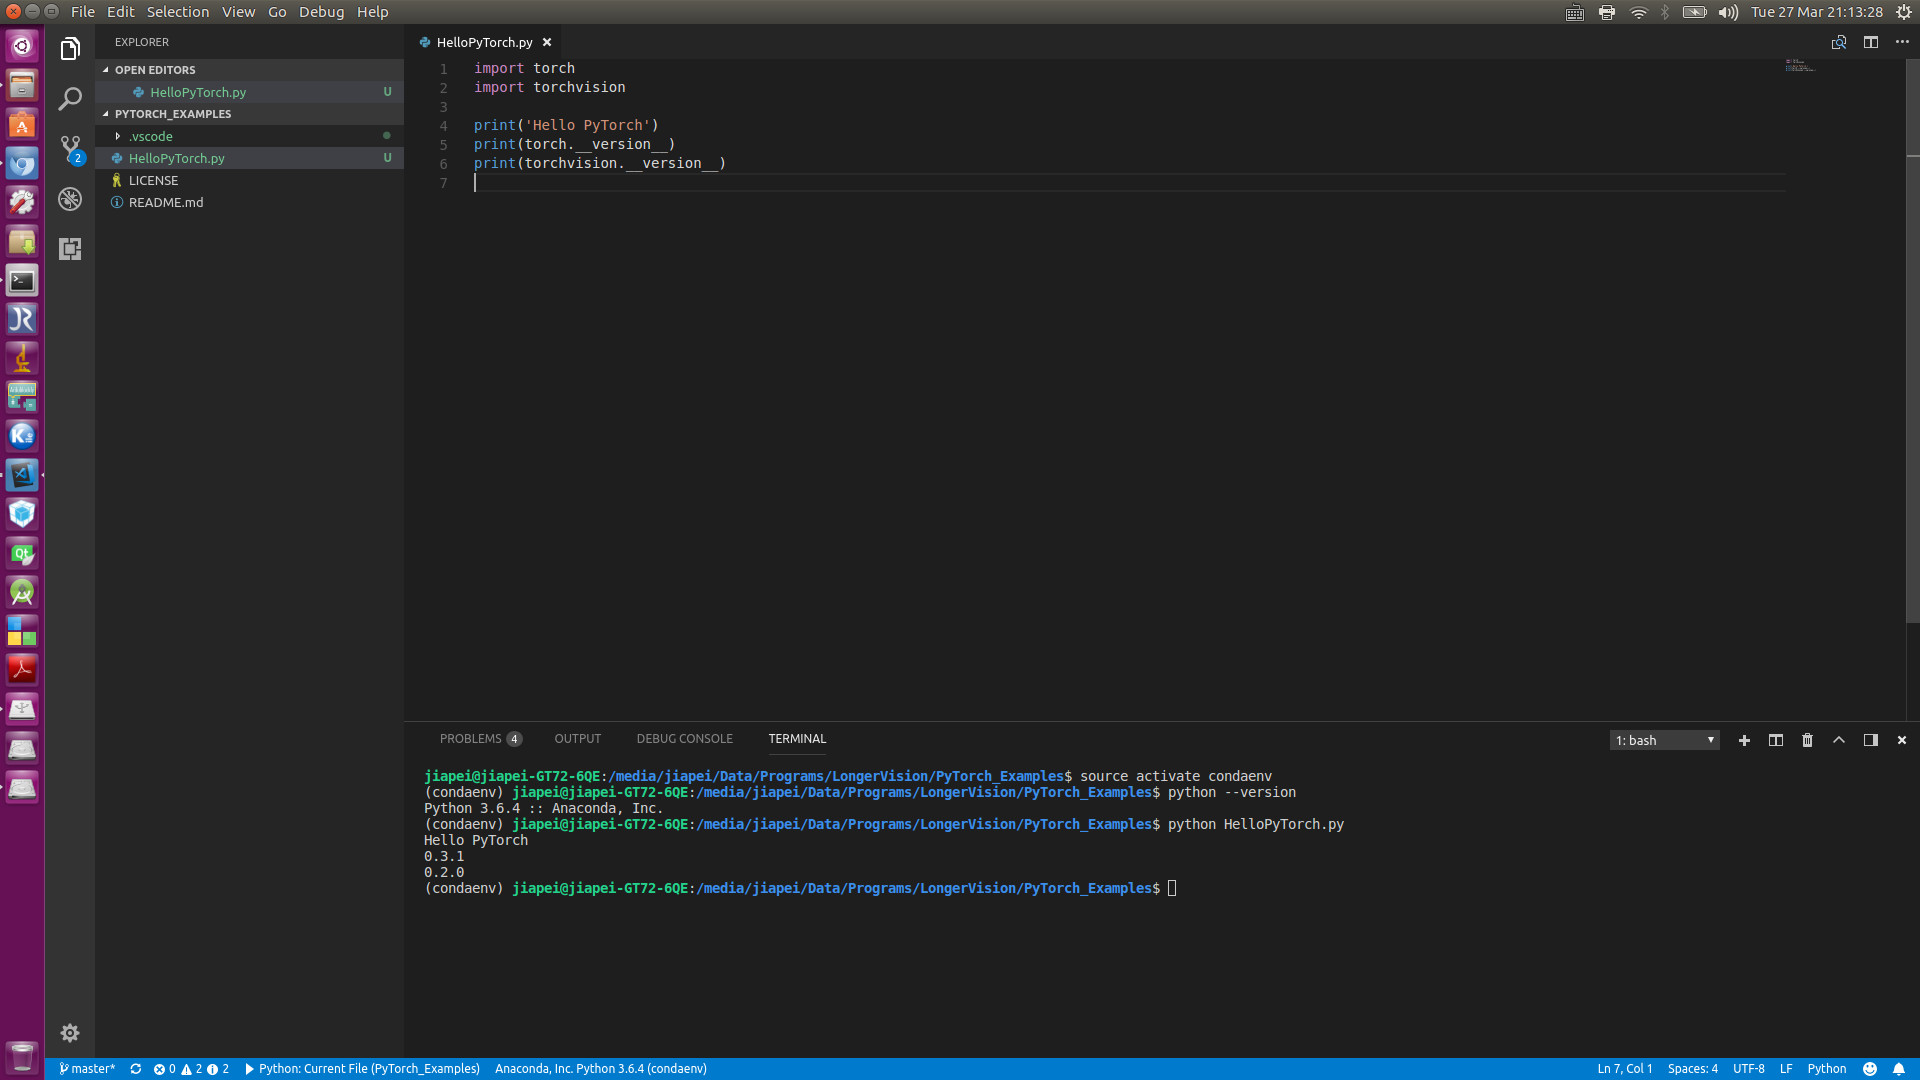 File Edit Selection View Go Debug Help
Tue 27 Mar 21:13:28
EXPLORER
OPEN EDITORS
HelloPyTorch.py U
PYTORCH_EXAMPLES
.vscode
HelloPyTorch.py U
LICENSE
README.md
2
HelloPyTorch.py
1 import torch
2 import torchvision
3
4 print('Hello PyTorch')
5 print(torch.__version__)
6 print(torchvision.__version__)
7
PROBLEMS 4 OUTPUT DEBUG CONSOLE TERMINAL
1: bash
jiapei@jiapei-GT72-6QE:/media/jiapei/Data/Programs/LongerVision/PyTorch_Examples$ source activate condaenv
(condaenv) jiapei@jiapei-GT72-6QE:/media/jiapei/Data/Programs/LongerVision/PyTorch_Examples$ python --version
Python 3.6.4 :: Anaconda, Inc.
(condaenv) jiapei@jiapei-GT72-6QE:/media/jiapei/Data/Programs/LongerVision/PyTorch_Examples$ python HelloPyTorch.py
Hello PyTorch
0.3.1
0.2.0
(condaenv) jiapei@jiapei-GT72-6QE:/media/jiapei/Data/Programs/LongerVision/PyTorch_Examples$
master* 0 2 2 Python: Current File (PyTorch_Examples) Anaconda, Inc. Python 3.6.4 (condaenv)
Ln 7, Col 1 Spaces: 4 UTF-8 LF Python